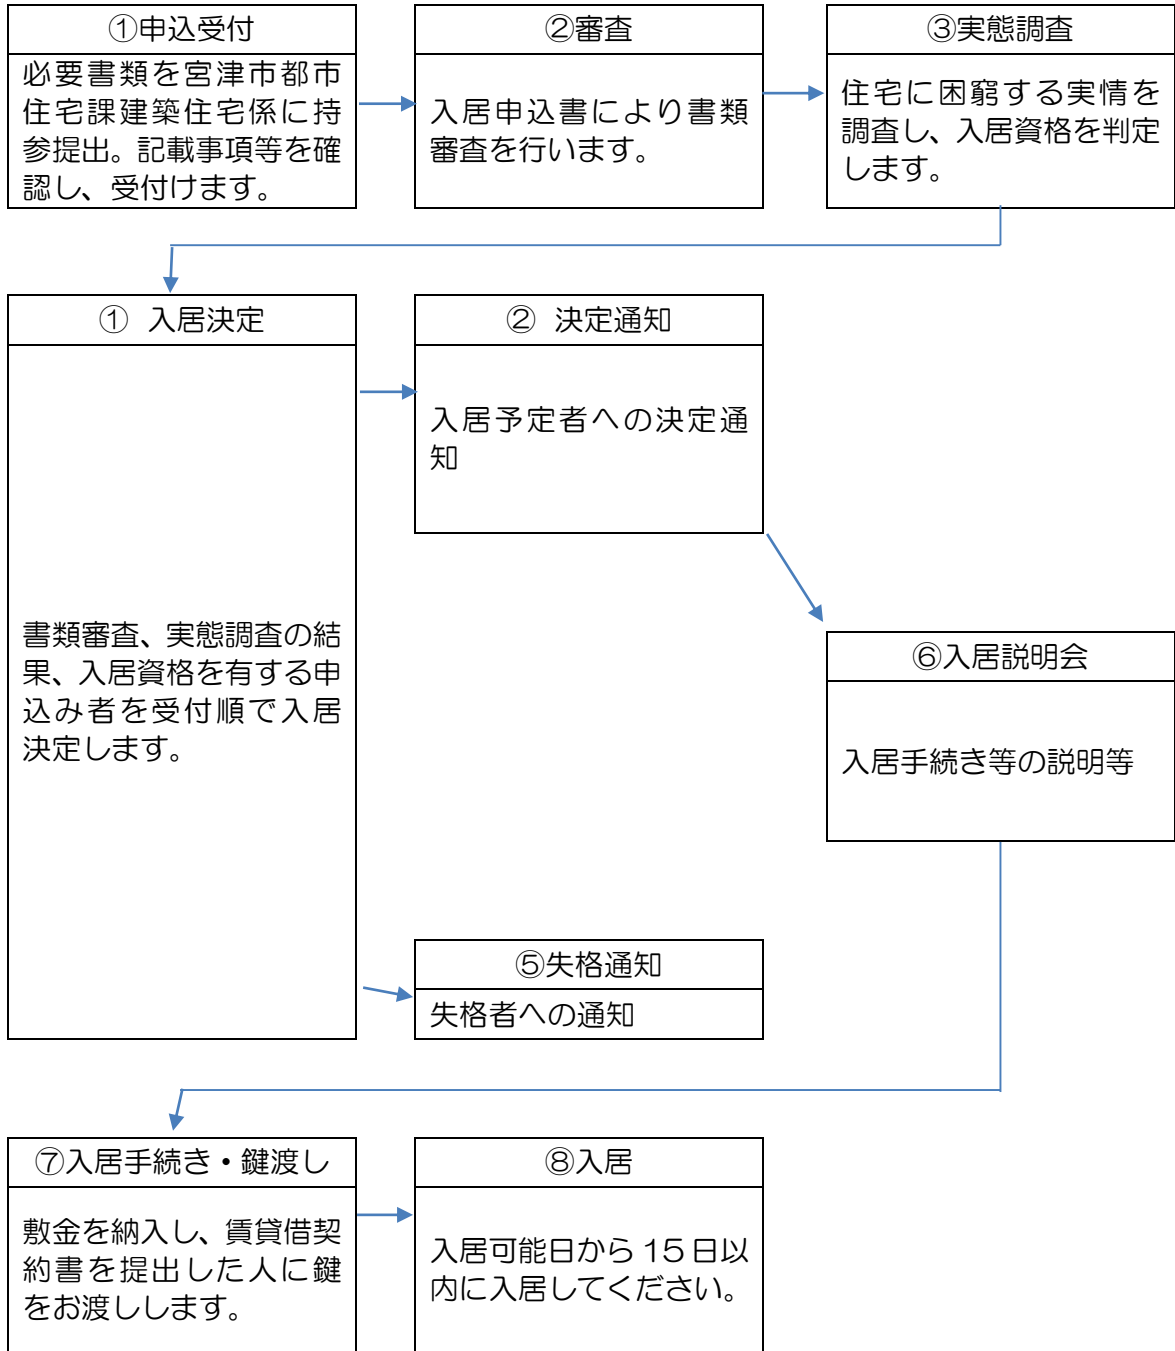 ①申込受付
必要書類を宮津市都市
住宅課建築住宅係に持
参提出。記載事項等を確
認し、受付けます。
②審査
入居申込書により書類
審査を行います。
③実態調査
住宅に困窮する実情を
調査し、入居資格を判定
します。
① 入居決定
書類審査、実態調査の結
果、入居資格を有する申
込み者を受付順で入居
決定します。
② 決定通知
入居予定者への決定通
知
⑤失格通知
失格者への通知
⑥入居説明会
入居手続き等の説明等
⑦入居手続き・鍵渡し
敷金を納入し、賃貸借契
約書を提出した人に鍵
をお渡しします。
⑧入居
入居可能日から15日以
内に入居してください。